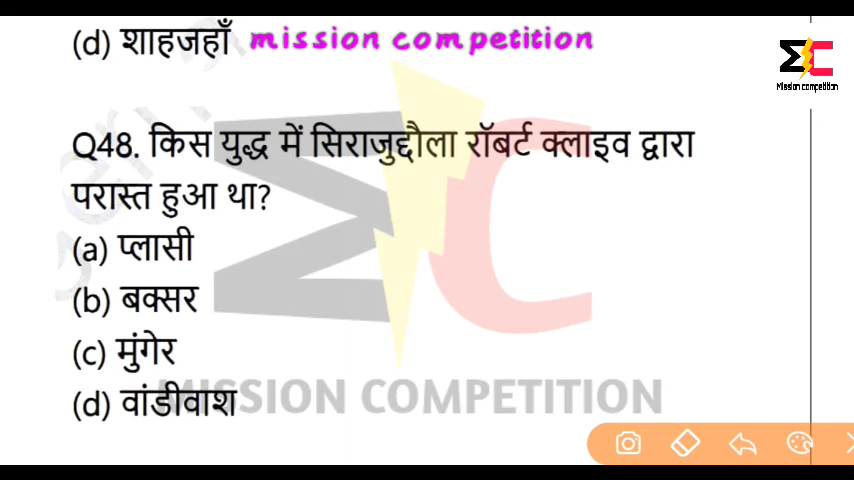 (d) शाहजहाँ mission competition
Mission competition
Q48. किस युद्ध में सिराजुद्दौला रॉबर्ट क्लाइव द्वारा
परास्त हुआ था?
(a) प्लासी
(b) बक्सर
(c) मुंगेर
(d) वांडीवाश
MISSION COMPETITION